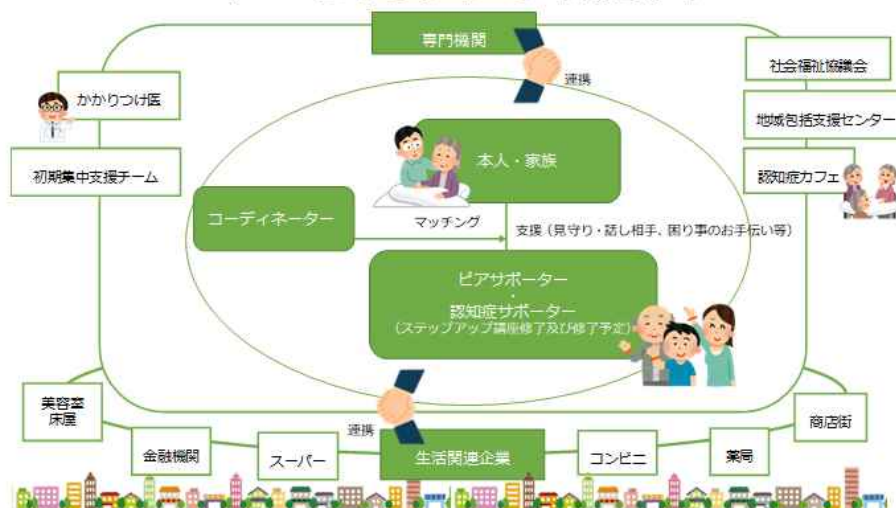 専門機関
連携
社会福祉協議会
かかりつけ医
地域包括支援センター
初期集中支援チーム
認知症カフェ
本人・家族
コーディネーター
マッチング
支援（見守り・話し相手、困り事のお手伝い等）
ピアサポーター
・
認知症サポーター
（ステップアップ講座修了及び修了予定）
美容室
床屋
商店街
連携
金融機関
スーパー
生活関連企業
コンビニ
薬局